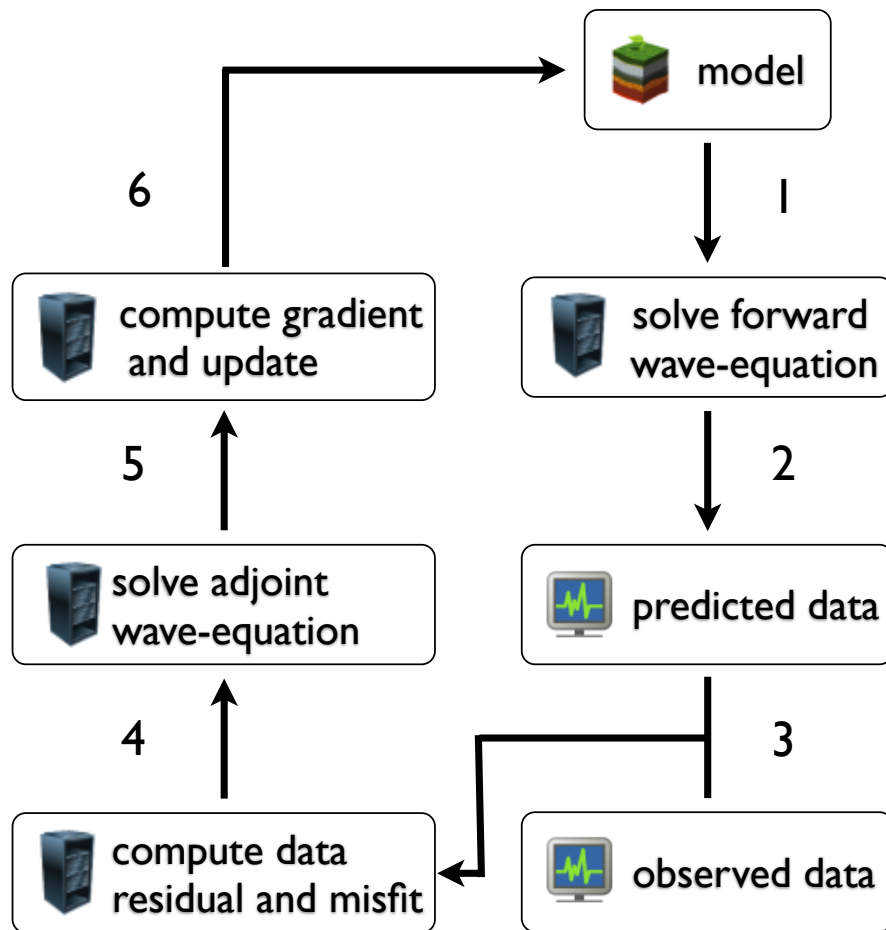 model
1
solve forward
wave-equation
2
predicted data
3
observed data
compute data
residual and misfit
4
solve adjoint
wave-equation
5
compute gradient
and update
6